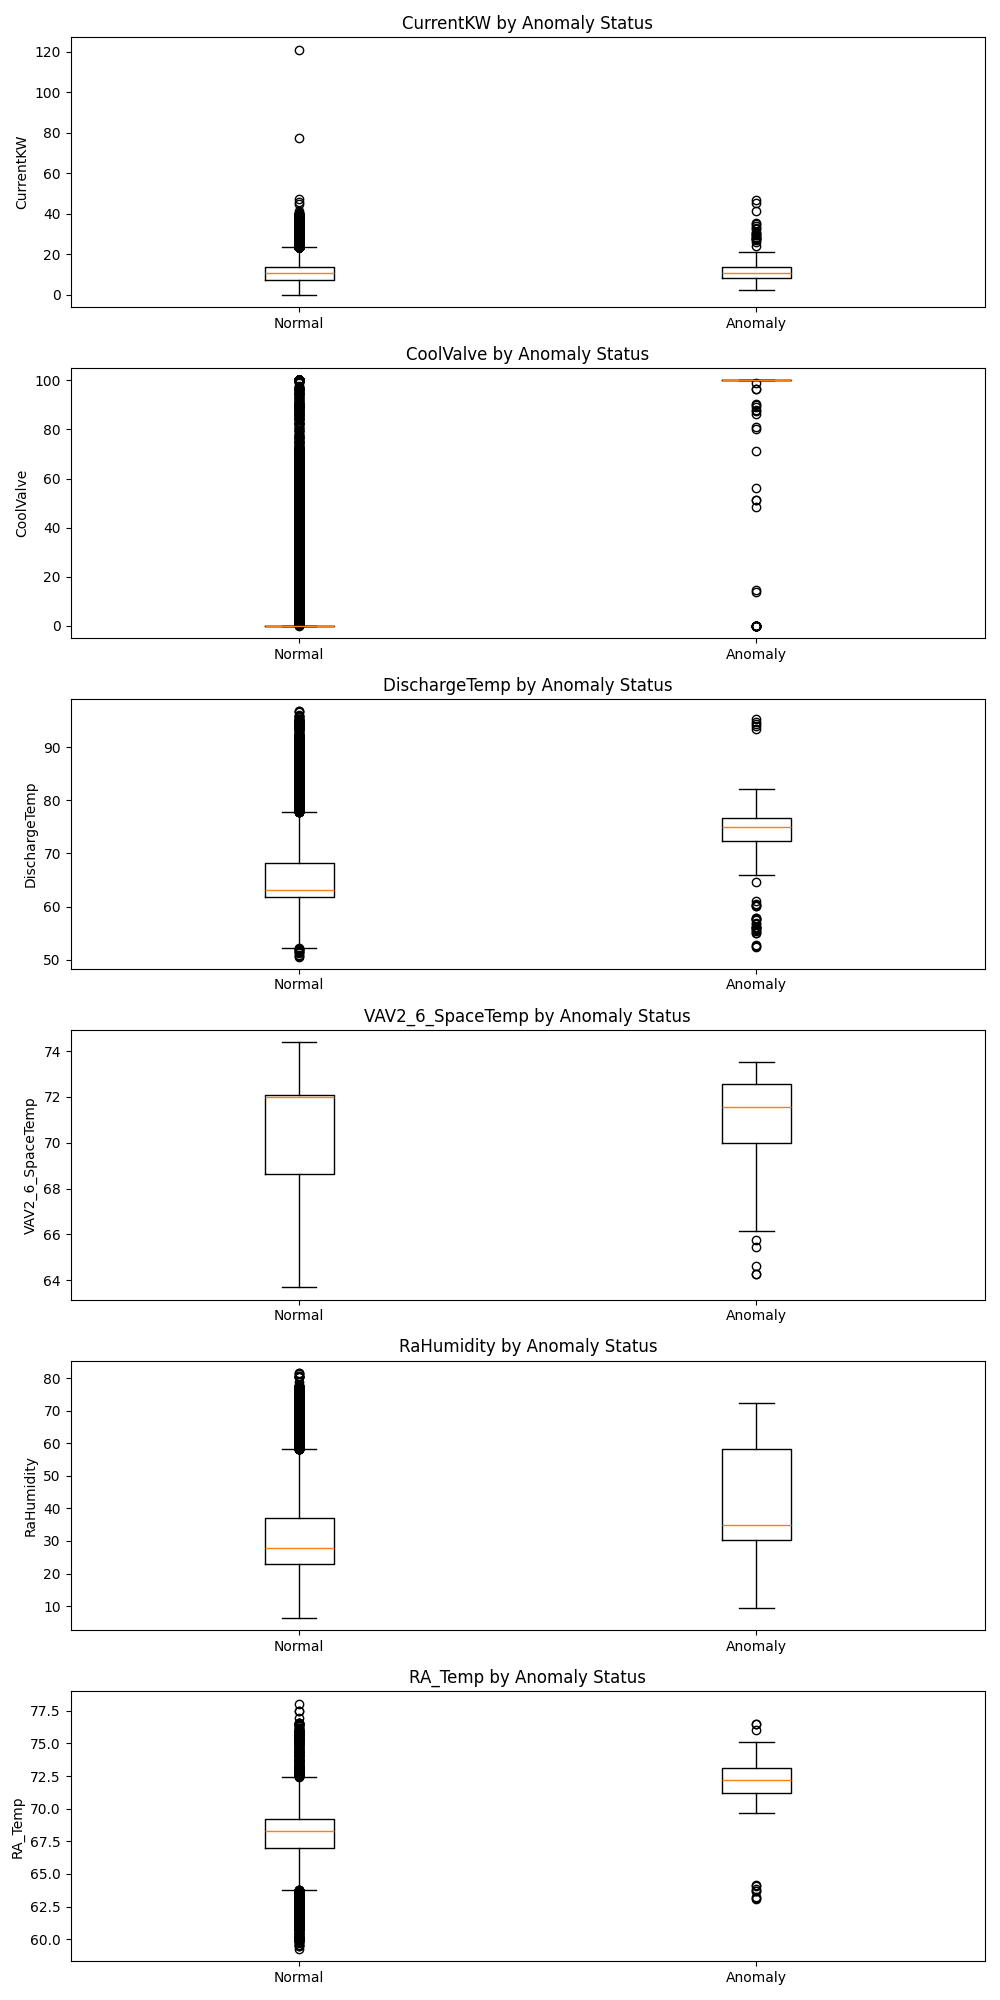 CurrentKW by Anomaly Status
120
100
80
60
40
20
0
CurrentKW
Normal
Anomaly
CoolValve by Anomaly Status
100
80
60
40
20
0
CoolValve
Normal
Anomaly
DischargeTemp by Anomaly Status
90
80
70
60
50
DischargeTemp
Normal
Anomaly
VAV2_6_SpaceTemp by Anomaly Status
74
72
70
68
66
64
VAV2_6_SpaceTemp
Normal
Anomaly
RaHumidity by Anomaly Status
80
70
60
50
40
30
20
10
RaHumidity
Normal
Anomaly
RA_Temp by Anomaly Status
77.5
75.0
72.5
70.0
67.5
65.0
62.5
60.0
RA_Temp
Normal
Anomaly